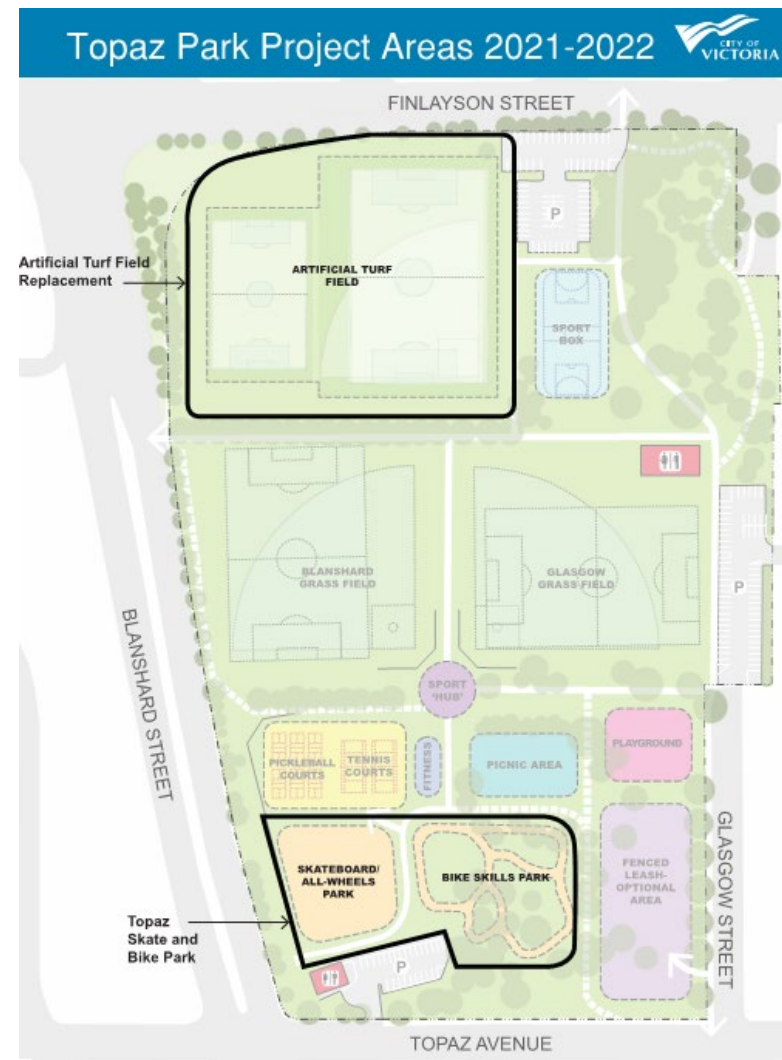 Topaz Park Project Areas 2021-2022
CITY OF
VICTORIA
FINLAYSON STREET
P
Artificial Turf Field
Replacement
ARTIFICIAL TURF
FIELD
SPORT
BOX
BLANSHARD
GRASS FIELD
GLASGOW
GRASS FIELD
P
BLANSHARD STREET
SPORT
'HUB'
PICKLEBALL
COURTS
TENNIS
COURTS
FITNESS
PICNIC AREA
PLAYGROUND
SKATEBOARD/
ALL-WHEELS
PARK
BIKE SKILLS PARK
FENCED
LEASH-
OPTIONAL
AREA
GLASGOW STREET
Topaz
Skate and
Bike Park
P
TOPAZ AVENUE